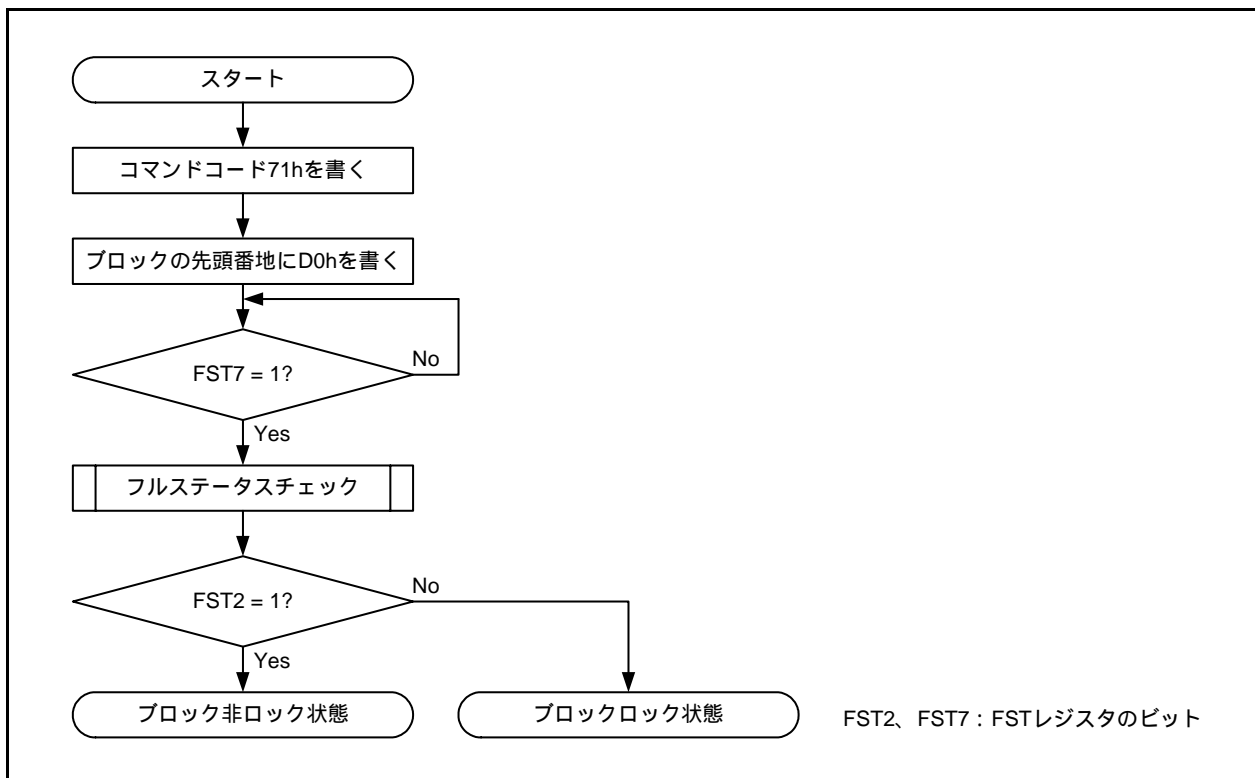 スタート
コマンドコード71hを書く
ブロックの先頭番地にD0hを書く
FST7 = 1?
No
Yes
フルステータスチェック
FST2 = 1?
No
Yes
ブロック非ロック状態
ブロックロック状態
FST2、FST7：FSTレジスタのビット